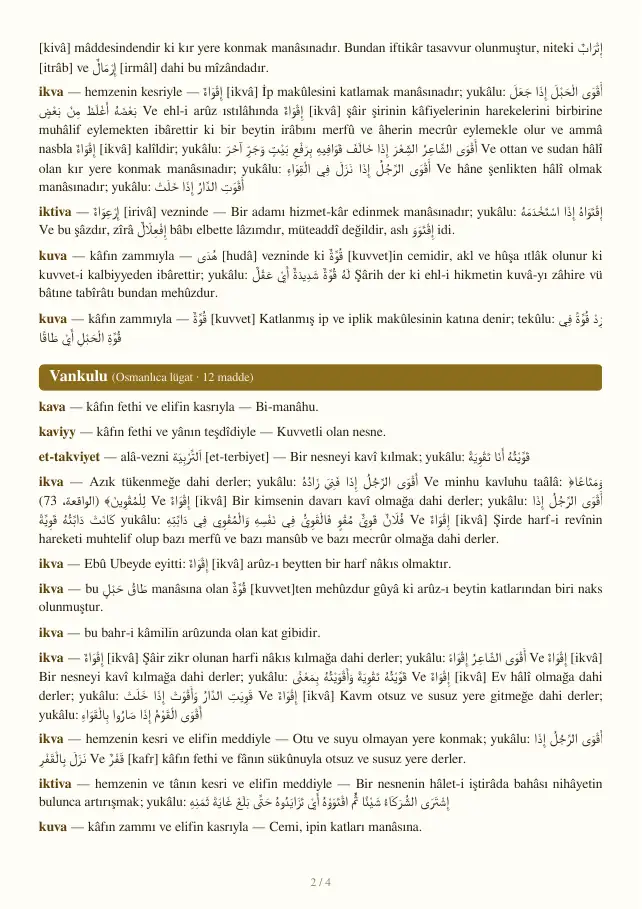 [kivâ] mâddesindendir ki kır yere konmak manâsınadır. Bundan iftikâr tasavvur olunmuştur, niteki إِتْرَابٌ
[itrâb] ve إِرْمَالٌ [irmâl] dahi bu mîzândadır.
ikva — hemzenin kesriyle — إِقْوَاءٌ [ikvâ] İp makûlesini katlamak manâsınadır; yukâlu: أَقْوَى الْحَبْلَ إِذَا جَعَلَ
بَعْضَهُ أَغْلَظَ مِنْ بَعْضٍ Ve ehl-i arûz ıstılâhında إِقْوَاءٌ [ikvâ] şâir şirinin kâfiyelerinin harekelerini birbirine
muhâlif eylemekten ibârettir ki bir beytin irâbını merfû ve âherin mecrûr eylemekle olur ve ammâ
nasbla إِقْوَاءٌ [ikvâ] kalîldir; yukâlu: أَقْوَى الشَّاعِرُ الشِّعْرَ إِذَا خَالَفَ قَوَافِيهِ بِرَفْعِ بَيْتٍ وَجَرِّ آخَرَ Ve ottan ve sudan hâlî
olan kır yere konmak manâsınadır; yukâlu: أَقْوَى الرَّجُلُ إِذَا نَزَلَ فِي الْقَوَاءِ Ve hâne şenlikten hâlî olmak
manâsınadır; yukâlu: أَقْوَتِ الدَّارُ إِذَا خَلَتْ
iktiva — إِرْعِوَاءٌ [irivâ] vezninde — Bir adamı hizmet-kâr edinmek manâsınadır; yukâlu: إِقْتَوَاهُ إِذَا اسْتَخْدَمَهُ
Ve bu şâzdır, zîrâ إِفْعِلَالٌ bâbı elbette lâzımdır, müteaddî değildir, aslı إِقْتَوَوَ idi.
kuva — kâfın zammıyla — هُدًى [hudâ] vezninde ki قُوَّةٌ [kuvvet]in cemidir, akl ve hûşa ıtlâk olunur ki
kuvvet-i kalbiyyeden ibârettir; yukâlu: لَهُ قُوَّةٌ شَدِيدَةٌ أَيْ عَقْلٌ Şârih der ki ehl-i hikmetin kuvâ-yı zâhire vü
bâtıne tabîrâtı bundan mehûzdur.
kuva — kâfın zammıyla — قُوَّةٌ [kuvvet] Katlanmış ip ve iplik makûlesinin katına denir; tekûlu: زِدْ قُوَّةً فِي
قُوَّةِ الْحَبْلِ أَيْ طَاقًا
Vankulu (Osmanlıca lügat · 12 madde)
kava — kâfın fethi ve elifin kasrıyla — Bi-manâhu.
kaviyy — kâfın fethi ve yânın teşdîdiyle — Kuvvetli olan nesne.
et-takviyet — alâ-vezni اَلتَّرْبِيَةُ [et-terbiyet] — Bir nesneyi kavî kılmak; yukâlu: قَوَّيْتُهُ أَنَا تَقْوِيَةً
ikva — Azık tükenmeğe dahi derler; yukâlu: أَقْوَى الرَّجُلُ إِذَا فَنِيَ زَادُهُ Ve minhu kavluhu taâlâ: ﴿وَمَتَاعًا
لِلْمُقْوِينَ﴾ (الواقعة، 73) Ve إِقْوَاءٌ [ikvâ] Bir kimsenin davarı kavî olmağa dahi derler; yukâlu: أَقْوَى الرَّجُلُ إِذَا
كَانَتْ دَابَّتُهُ قَوِيَّةً yukâlu: فُلَانٌ قَوِيٌّ مُقْوٍ فَالْقَوِيُّ فِي نَفْسِهِ وَالْمُقْوِي فِي دَابَّتِهِ Ve إِقْوَاءٌ [ikvâ] Şirde harf-i revînin
hareketi muhtelif olup bazı merfû ve bazı mansûb ve bazı mecrûr olmağa dahi derler.
ikva — Ebû Ubeyde eyitti: إِقْوَاءٌ [ikvâ] arûz-ı beytten bir harf nâkıs olmaktır.
ikva — bu طَاقُ حَبْلٍ manâsına olan قُوَّةٌ [kuvvet]ten mehûzdur gûyâ ki arûz-ı beytin katlarından biri naks
olunmuştur.
ikva — bu bahr-i kâmilin arûzunda olan kat gibidir.
ikva — إِقْوَاءٌ [ikvâ] Şâir zikr olunan harfi nâkıs kılmağa dahi derler; yukâlu: أَقْوَى الشَّاعِرُ إِقْوَاءً Ve إِقْوَاءٌ [ikvâ]
Bir nesneyi kavî kılmağa dahi derler; yukâlu: قَوَّيْتُهُ تَقْوِيَةً وَأَقْوَيْتُهُ بِمَعْنًى Ve إِقْوَاءٌ [ikvâ] Ev hâlî olmağa dahi
derler; yukâlu: قَوِيَتِ الدَّارُ وَأَقْوَتْ إِذَا خَلَتْ Ve إِقْوَاءٌ [ikvâ] Kavm otsuz ve susuz yere gitmeğe dahi derler;
yukâlu: أَقْوَى الْقَوْمُ إِذَا صَارُوا بِالْقَوَاءِ
ikva — hemzenin kesri ve elifin meddiyle — Otu ve suyu olmayan yere konmak; yukâlu: أَقْوَى الرَّجُلُ إِذَا
نَزَلَ بِالْقَفْرِ Ve قَفْرٌ [kafr] kâfın fethi ve fânın sükûnuyla otsuz ve susuz yere derler.
iktiva — hemzenin ve tânın kesri ve elifin meddiyle — Bir nesnenin hâlet-i iştirâda bahâsı nihâyetin
bulunca artırışmak; yukâlu: إِشْتَرَى الشُّرَكَاءُ شَيْئًا ثُمَّ اقْتَوَوْهُ أَيْ تَزَايَدُوهُ حَتَّى بَلَغَ غَايَةَ ثَمَنِهِ
kuva — kâfın zammı ve elifin kasrıyla — Cemi, ipin katları manâsına.
2 / 4